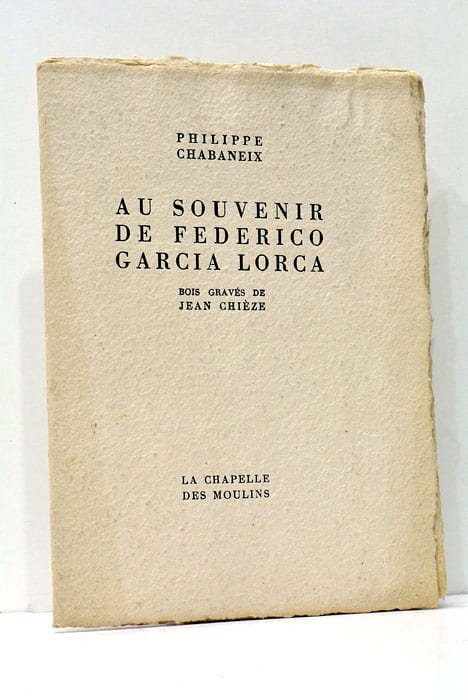 PHILIPPE
CHABANEIX
AU SOUVENIR
DE FEDERICO
GARCIA LORCA
BOIS GRAVÉS DE
JEAN CHIÈZE
LA CHAPELLE
DES MOULINS